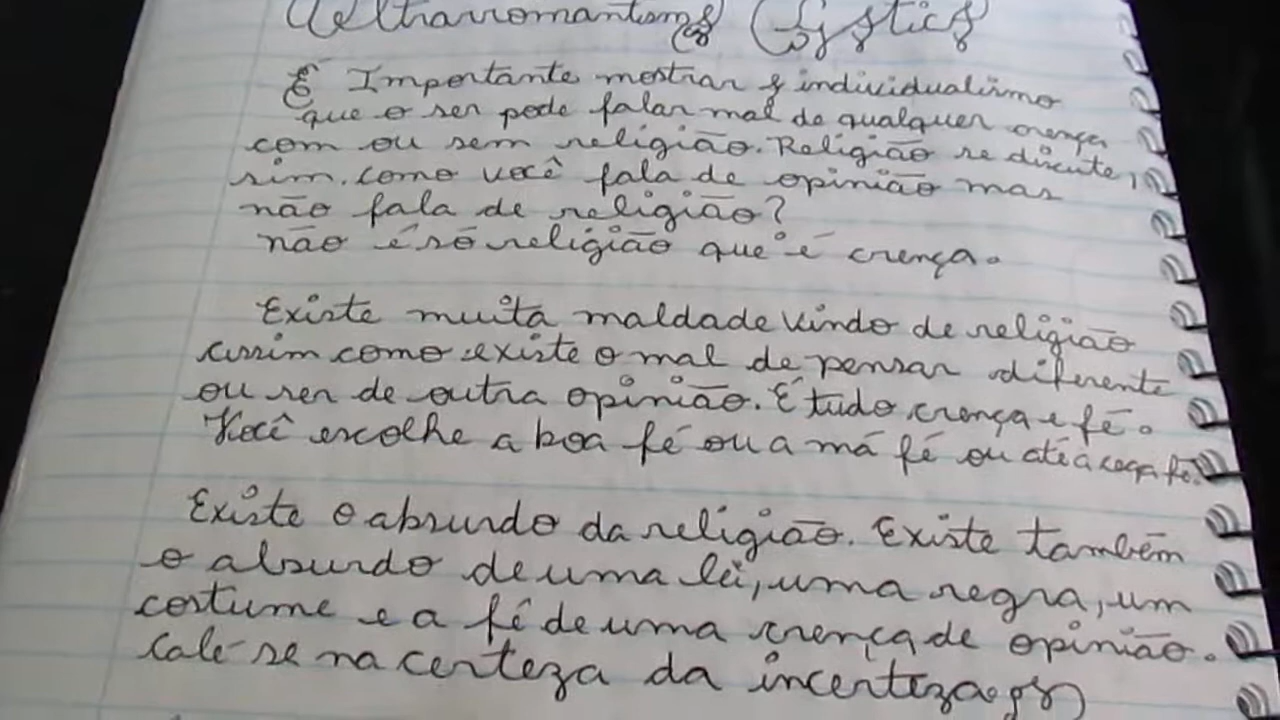 Ultrarromantismo Gystico
É Importante mostrar o individualismo
que o ser pode falar mal de qualquer crença
com ou sem religião. Religião se discute,
sim. como você fala de opinião mas
não fala de religião?
não é só religião que é crença.
Existe muita maldade vindo de religião
assim como existe o mal de pensar diferente
ou ser de outra opinião. É tudo crença e fé.
Você escolhe a boa fé ou a má fé ou até a cega fé.
Existe o absurdo da religião. Existe também
o absurdo de uma lei, uma regra, um
costume e a fé de uma crença de opinião.
Cale-se na certeza da incerteza.